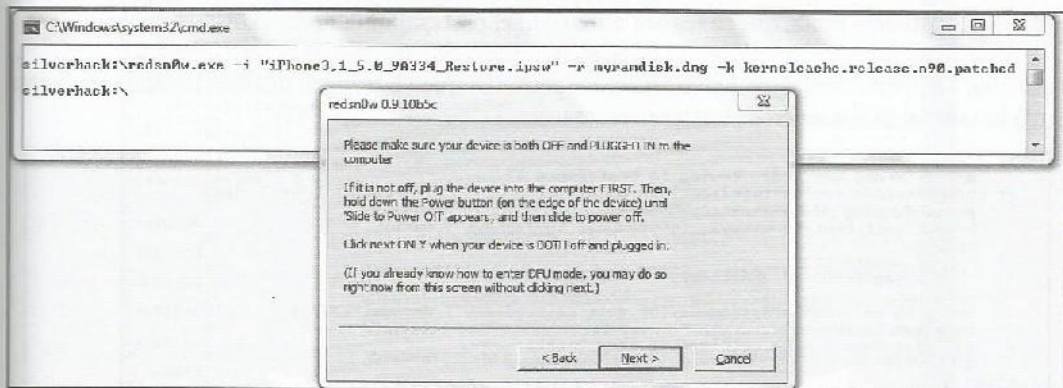 C:\Windows\system32\cmd.exe
silverhack:\redsn0w.exe -i "iPhone3,1_5.0_9A334_Restore.ipsw" -r myramdisk.dmg -k kernelcache.release.n90.patched
silverhack:\
redsn0w 0.9.10b5c
Please make sure your device is both OFF and PLUGGED IN to the
computer
If it is not off, plug the device into the computer FIRST. Then,
hold down the Power button (on the edge of the device) until
'Slide to Power Off' appears, and then slide to power off.
Click next ONLY when your device is BOTH off and plugged in.
(If you already know how to enter DFU mode, you may do so
right now from this screen without clicking next.)
< Back
Next >
Cancel